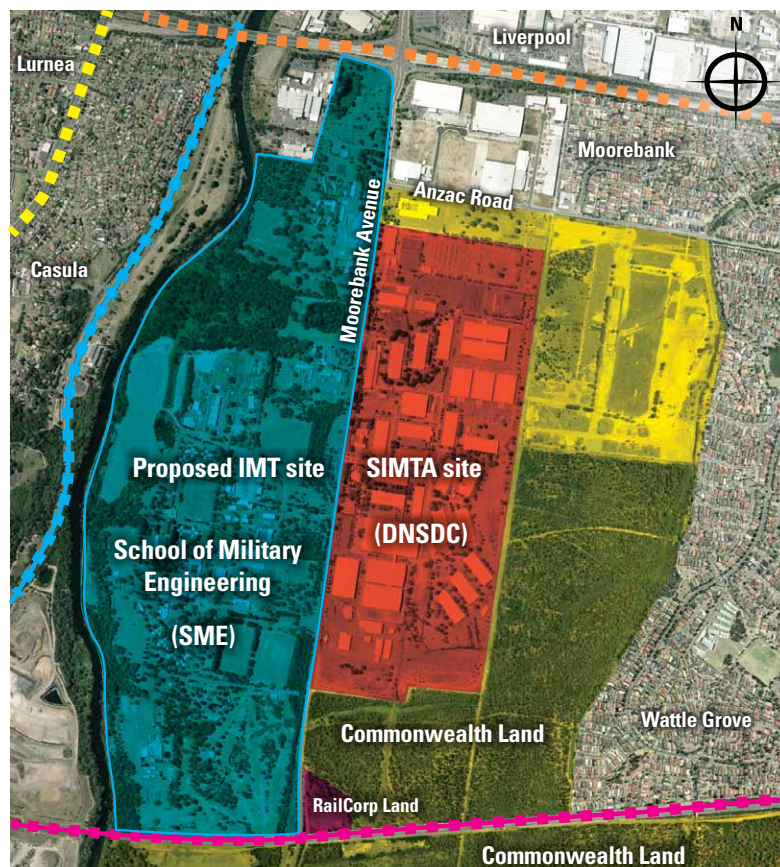 Lurnea
Liverpool
N
Moorebank
Anzac Road
Moorebank Avenue
Casula
Proposed IMT site
SIMTA site
School of Military
Engineering
(DNSDC)
(SME)
Commonwealth Land
Wattle Grove
RailCorp Land
Commonwealth Land